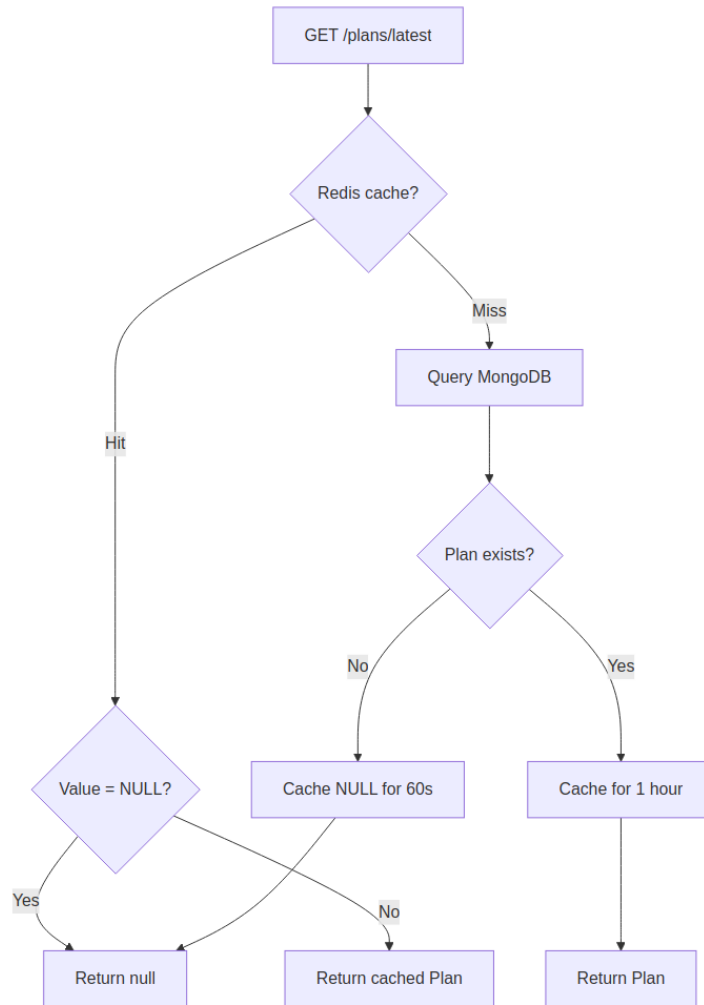 GET /plans/latest
Redis cache?
Miss
Query MongoDB
Hit
Plan exists?
No
Yes
Value = NULL?
Cache NULL for 60s
Cache for 1 hour
Yes
No
Return null
Return cached Plan
Return Plan